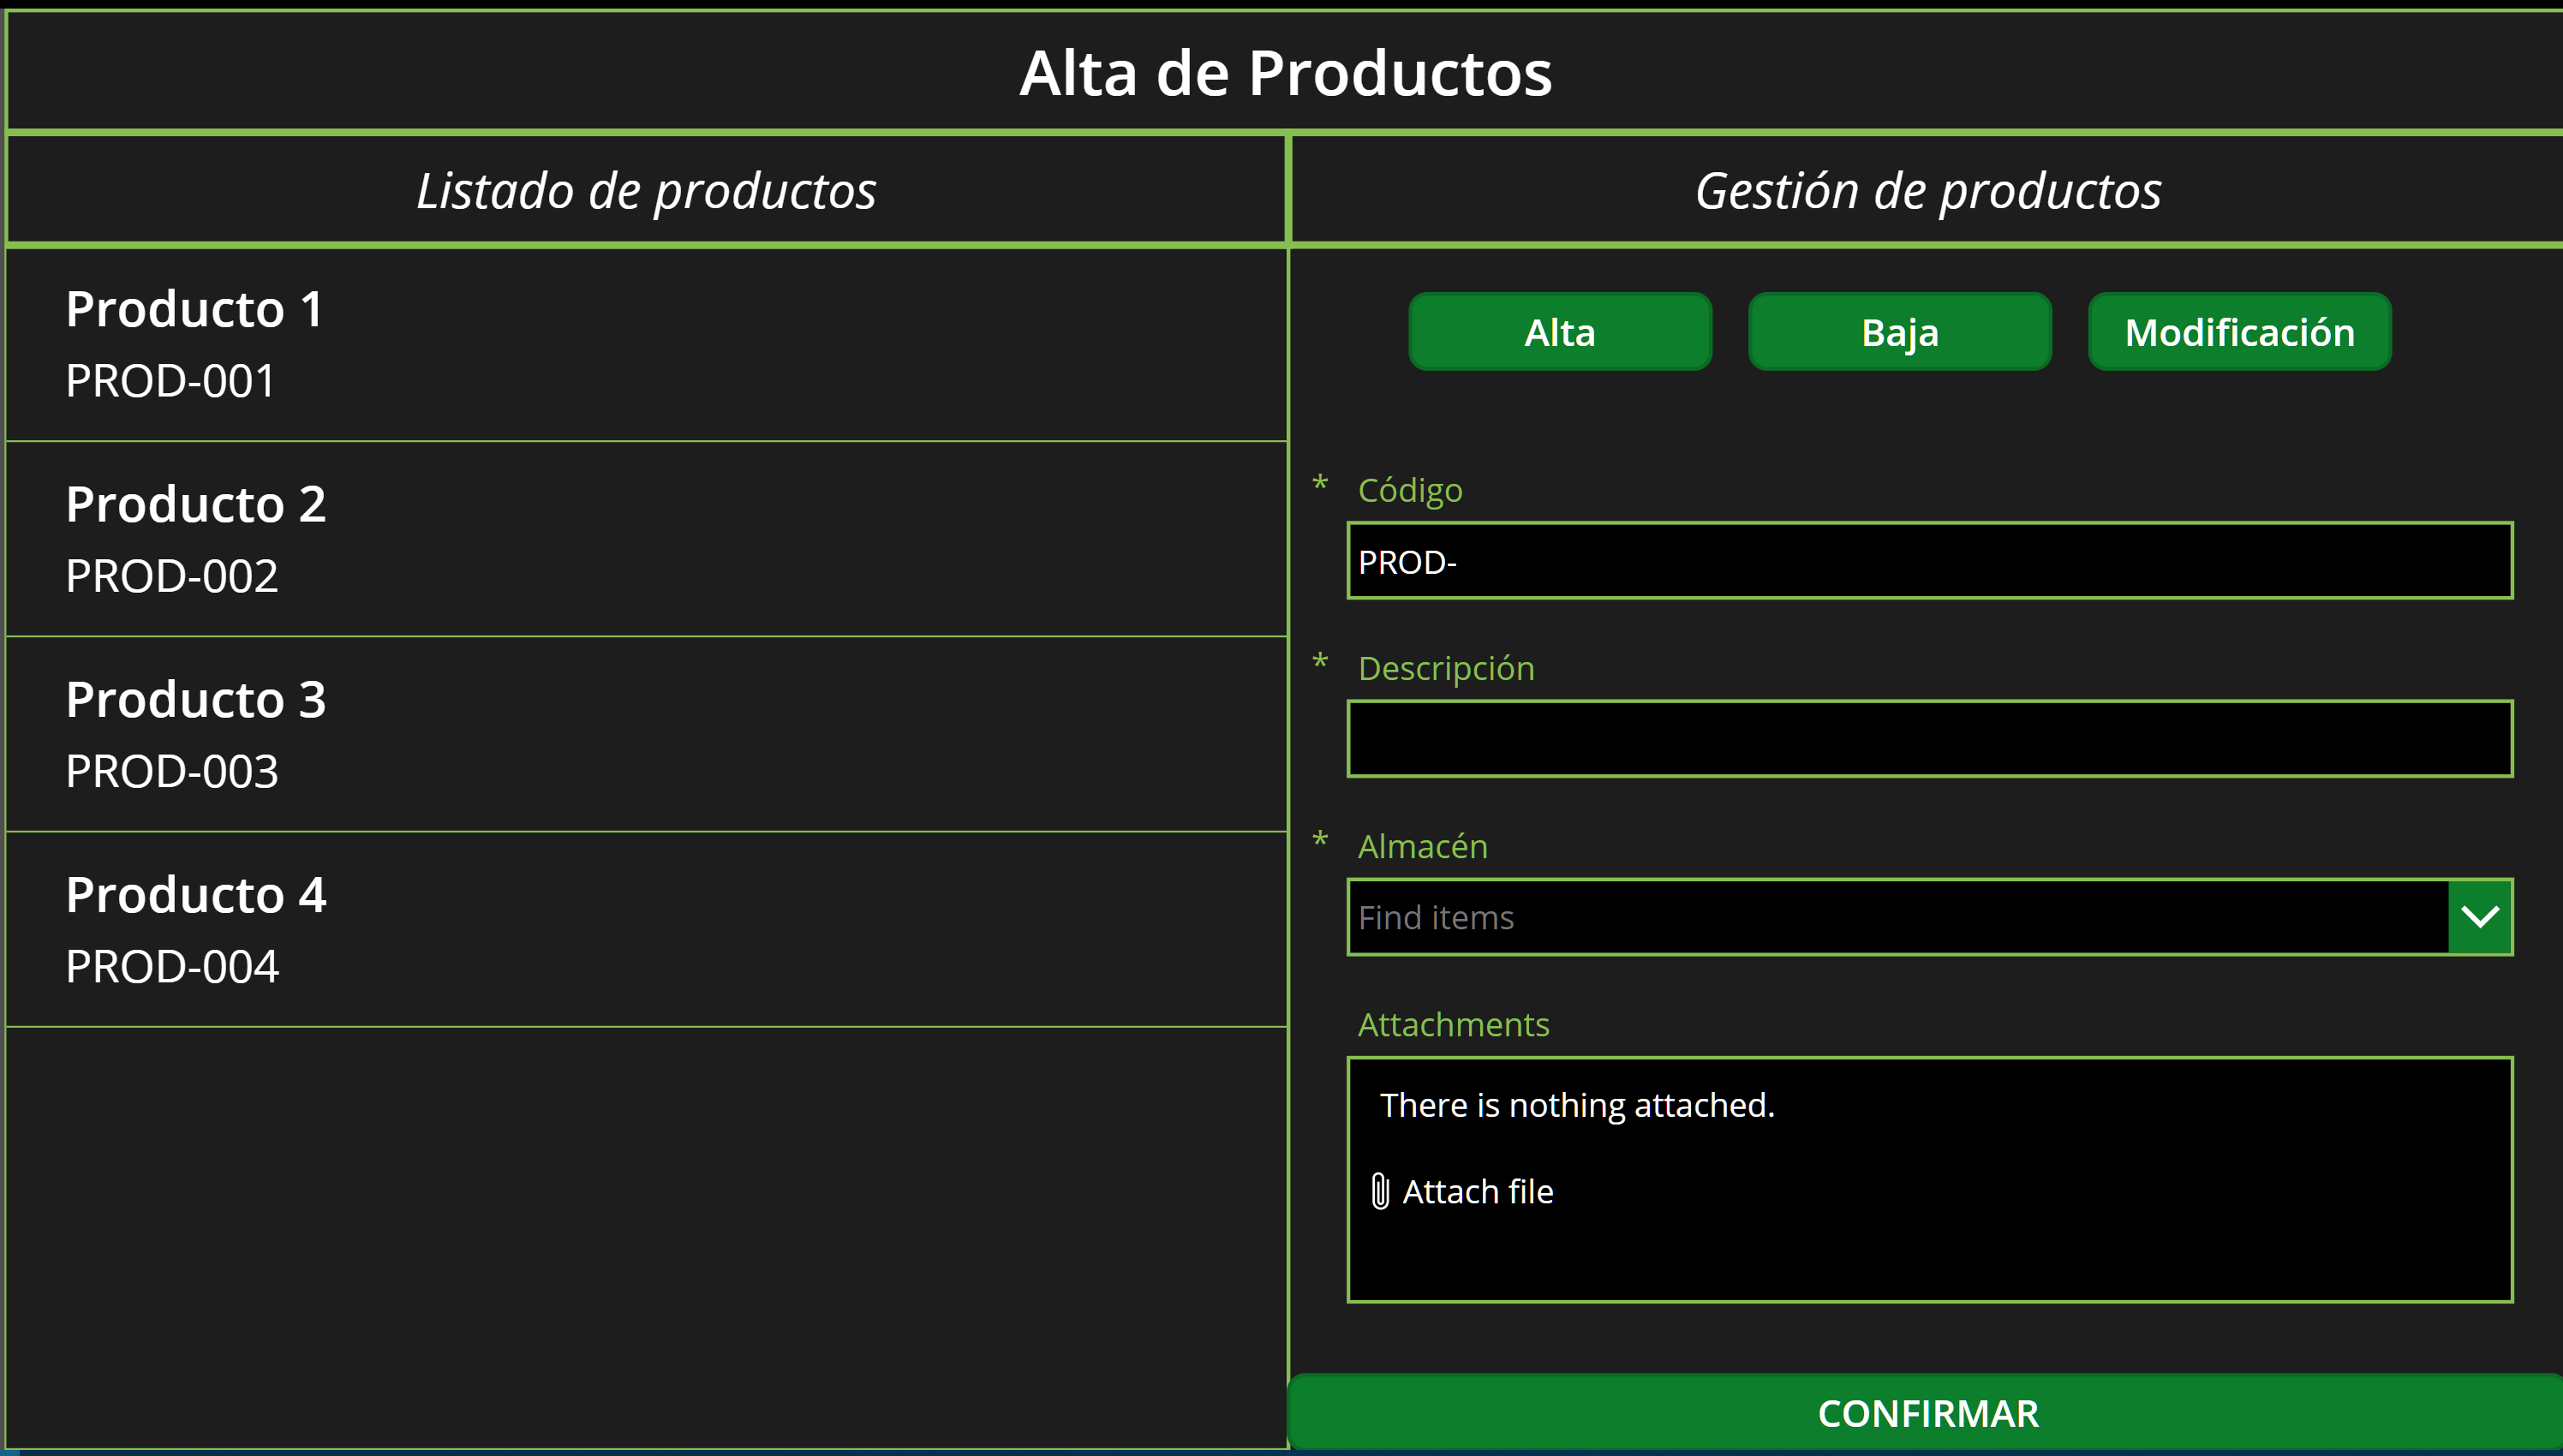 Alta de Productos
Listado de productos
Gestión de productos
Producto 1
PROD-001
Producto 2
PROD-002
Producto 3
PROD-003
Producto 4
PROD-004
Alta
Baja
Modificación
* Código
PROD-
* Descripción
* Almacén
Find items
Attachments
There is nothing attached.
Attach file
CONFIRMAR